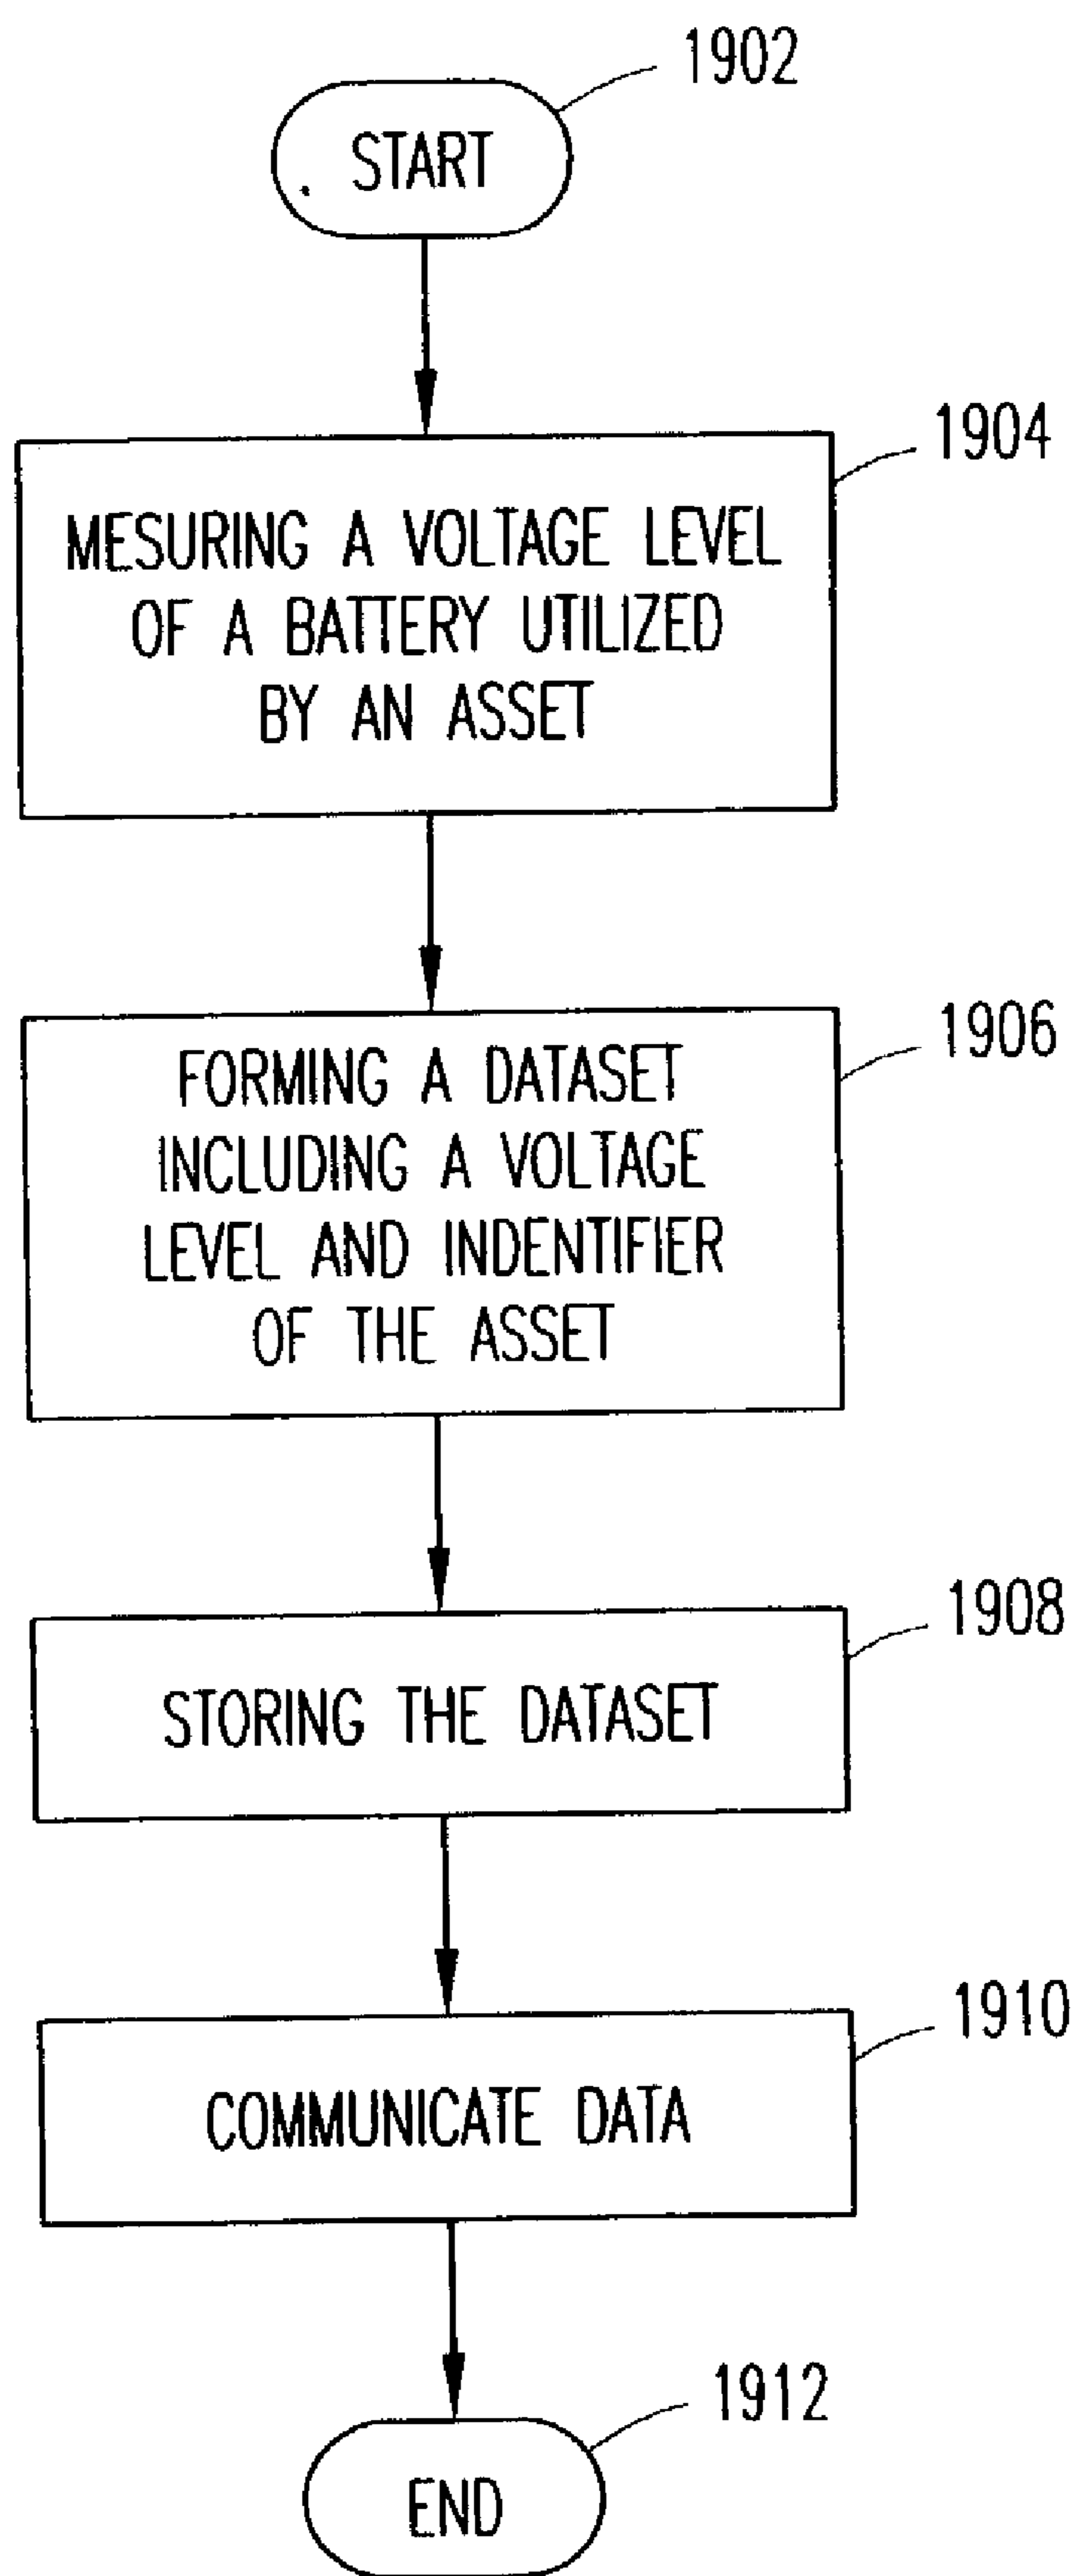 1902
START
1904
MESURING A VOLTAGE LEVEL
OF A BATTERY UTILIZED
BY AN ASSET
1906
FORMING A DATASET
INCLUDING A VOLTAGE
LEVEL AND INDENTIFIER
OF THE ASSET
1908
STORING THE DATASET
1910
COMMUNICATE DATA
1912
END